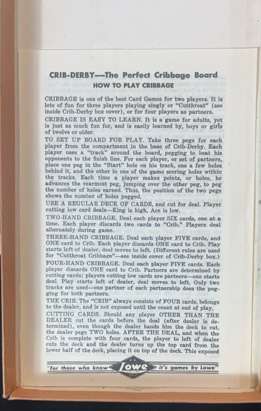 CRIB-DERBY—The Perfect Cribbage Board
HOW TO PLAY CRIBBAGE
CRIBBAGE is one of the best Card Games for two players. It is
lots of fun for three players playing singly or "Cutthroat" (see
inside Crib-Derby box cover), or for four players as partners.
CRIBBAGE IS EASY TO LEARN. It is a game for adults, yet
is just as much fun for, and is easily learned by, boys or girls
of twelve or older.
TO SET UP BOARD FOR PLAY. Take three pegs for each
player from the compartment in the base of Crib-Derby. Each
player uses a "track" around the board, pegging to beat his
opponents to the finish line. For each player, or set of partners,
place one peg in the "Start" hole on his track, one a few holes
behind it, and the other in one of the game scoring holes within
the tracks. Each time a player makes points, or holes, he
advances the rearmost peg, jumping over the other peg, to peg
the number of holes earned. Thus, the position of the two pegs
shows the number of holes pegged.
USE A REGULAR DECK OF CARDS, and cut for deal. Player
cutting low card deals—King is high, Ace is low.
TWO-HAND CRIBBAGE. Deal each player SIX cards, one at a
time. Each player discards two cards to "Crib." Players deal
alternately during game.
THREE-HAND CRIBBAGE. Deal each player FIVE cards, and
ONE card to Crib. Each player discards ONE card to Crib. Play
starts left of dealer, deal moves to left. (Different rules are used
for "Cutthroat Cribbage"—see inside cover of Crib-Derby box.)
FOUR-HAND CRIBBAGE. Deal each player FIVE cards. Each
player discards ONE card to Crib. Partners are determined by
cutting cards: players cutting low cards are partners—one starts
deal. Play starts left of dealer, deal moves to left. Only two
tracks are used—one partner of each partnership does the peg-
ging for both partners.
THE CRIB. The "CRIB" always consists of FOUR cards, belongs
to the dealer, and is not exposed until the onset of end of play.
CUTTING CARDS. Should any player OTHER THAN THE
DEALER cut the cards before the deal (after dealer is de-
termined), even though the dealer hands him the deck to cut,
the dealer pegs TWO holes. AFTER THE DEAL, and when the
Crib is complete with four cards, the player to left of dealer
cuts the deck and the dealer turns up the top card from the
lower half of the deck, placing it on top of the deck. This exposed
"for those who know"
Lowe
"it's games by Lowe"